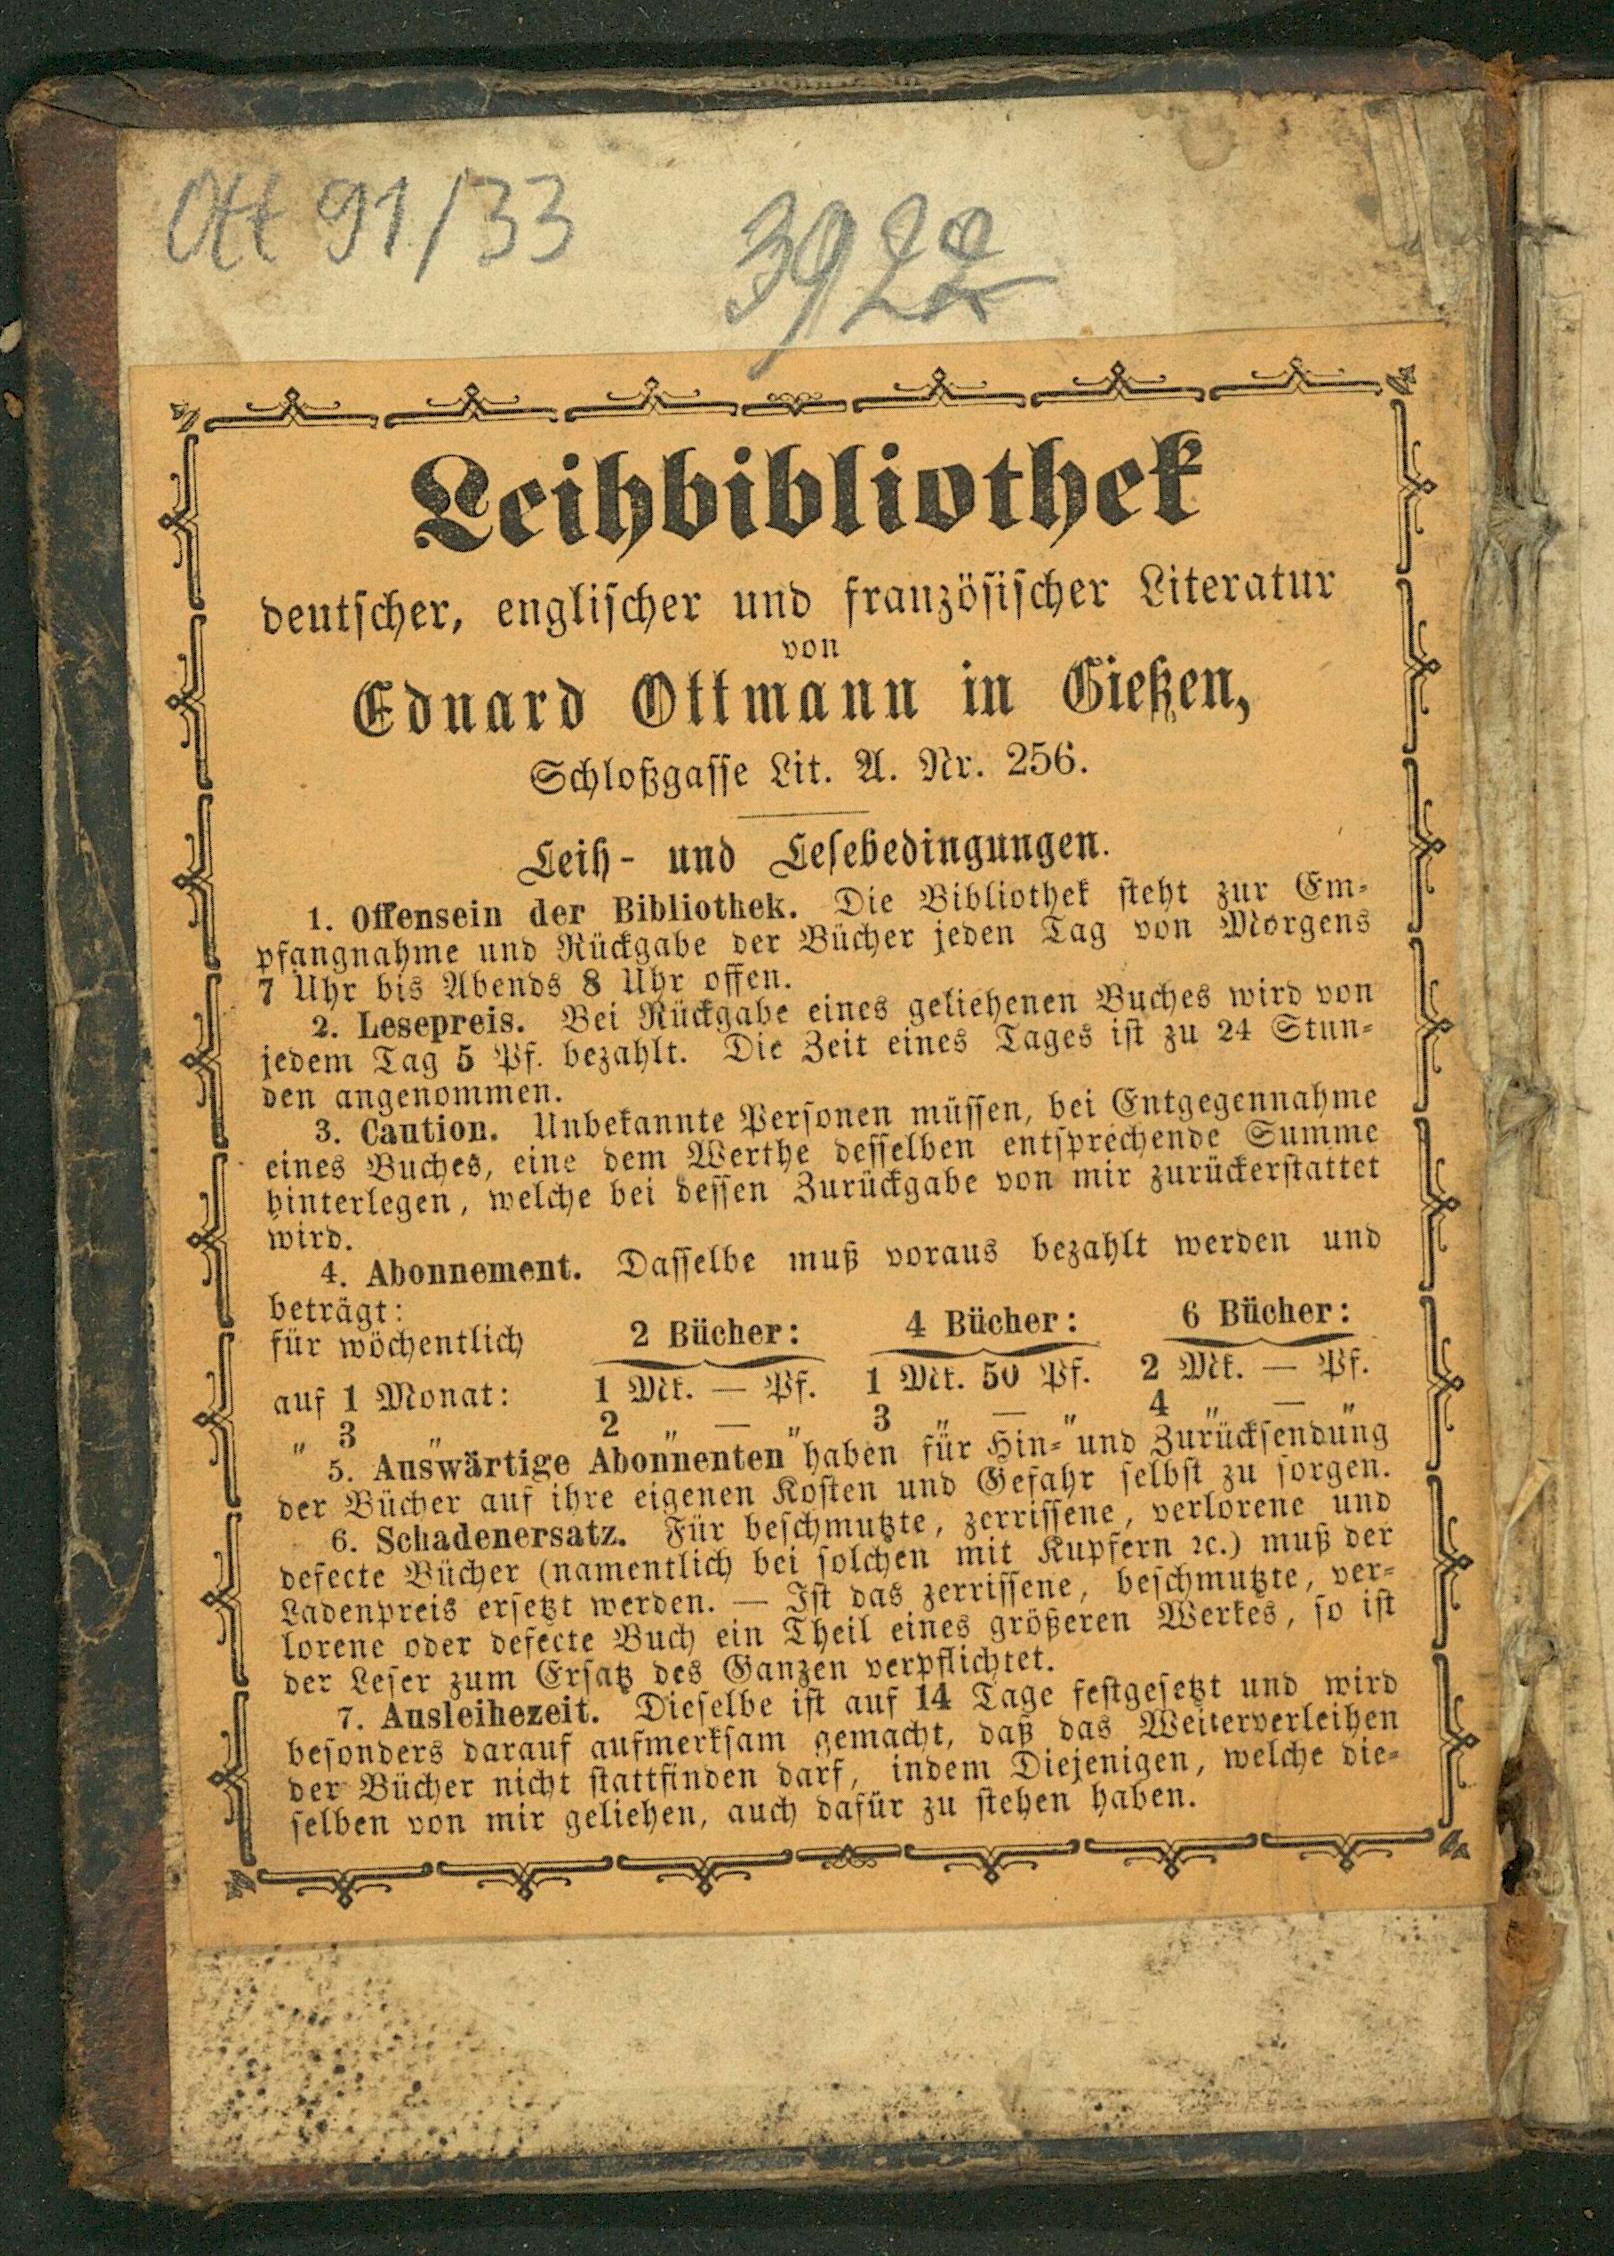 Ott 91/33
3922
Leihbibliothek
deutscher, englischer und französischer Literatur
von
Eduard Ottmann in Gießen,
Schloßgasse Lit. A. Nr. 256.
Leih- und Lesebedingungen.
1. Offensein der Bibliothek. Die Bibliothek steht zur Em-
pfangnahme und Rückgabe der Bücher jeden Tag von Morgens
7 Uhr bis Abends 8 Uhr offen.
2. Lesepreis. Bei Rückgabe eines geliehenen Buches wird von
jedem Tag 5 Pf. bezahlt. Die Zeit eines Tages ist zu 24 Stun-
den angenommen.
3. Caution. Unbekannte Personen müssen, bei Entgegennahme
eines Buches, eine dem Werthe desselben entsprechende Summe
hinterlegen, welche bei dessen Zurückgabe von mir zurückerstattet
wird.
4. Abonnement. Dasselbe muß voraus bezahlt werden und
beträgt:
für wöchentlich 2 Bücher: 4 Bücher: 6 Bücher:
auf 1 Monat: 1 Mk. — Pf. 1 Mk. 50 Pf. 2 Mk. — Pf.
" 3 " 2 " — " 3 " — " 4 " — "
5. Auswärtige Abonnenten haben für Hin- und Zurücksendung
der Bücher auf ihre eigenen Kosten und Gefahr selbst zu sorgen.
6. Schadenersatz. Für beschmutzte, zerrissene, verlorene und
defecte Bücher (namentlich bei solchen mit Kupfern ꝛc.) muß der
Ladenpreis ersetzt werden. — Ist das zerrissene, beschmutzte, ver-
lorene oder defecte Buch ein Theil eines größeren Werkes, so ist
der Leser zum Ersatz des Ganzen verpflichtet.
7. Ausleihezeit. Dieselbe ist auf 14 Tage festgesetzt und wird
besonders darauf aufmerksam gemacht, daß das Weiterverleihen
der Bücher nicht stattfinden darf, indem Diejenigen, welche die-
selben von mir geliehen, auch dafür zu stehen haben.